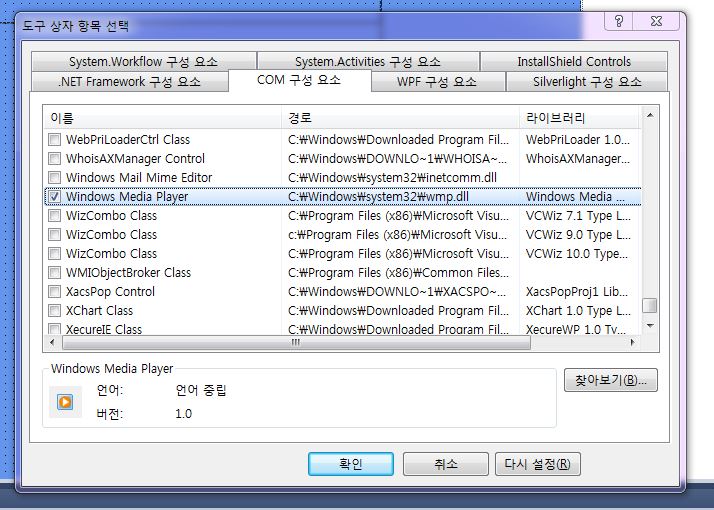 도구 상자 항목 선택
System.Workflow 구성 요소 System.Activities 구성 요소 InstallShield Controls
.NET Framework 구성 요소 COM 구성 요소 WPF 구성 요소 Silverlight 구성 요소
이름 경로 라이브러리
WebPriLoaderCtrl Class C:₩Windows₩Downloaded Program Fil... WebPriLoader 1.0...
WhoisAXManager Control C:₩Windows₩DOWNLO~1₩WHOISA~... WhoisAXManager...
Windows Mail Mime Editor C:₩Windows₩system32₩inetcomm.dll
Windows Media Player C:₩Windows₩system32₩wmp.dll Windows Media ...
WizCombo Class C:₩Program Files (x86)₩Microsoft Visu... VCWiz 7.1 Type L...
WizCombo Class c:₩Program Files (x86)₩Microsoft Visu... VCWiz 9.0 Type L...
WizCombo Class C:₩Program Files (x86)₩Microsoft Visu... VCWiz 10.0 Type...
WMIObjectBroker Class C:₩Program Files (x86)₩Common Files...
XacsPop Control C:₩Windows₩DOWNLO~1₩XACSPO~... XacsPopProj1 Lib...
XChart Class C:₩Windows₩Downloaded Program Fil... XChart 1.0 Type L...
XecureIE Class C:₩Windows₩Downloaded Program Fil... XecureWP 1.0 Ty...
Windows Media Player
언어: 언어 중립
버전: 1.0
찾아보기(B)...
확인 취소 다시 설정(R)